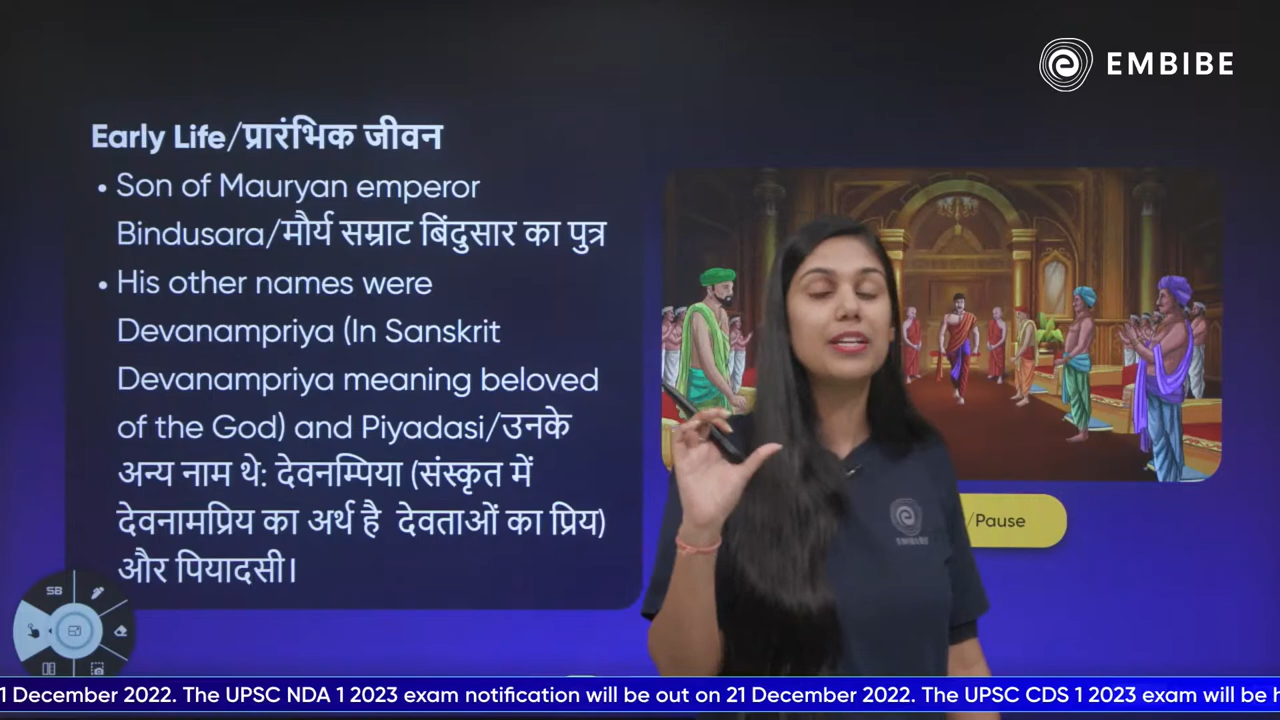 EMBIBE
Early Life/प्रारंभिक जीवन
• Son of Mauryan emperor
Bindusara/मौर्य सम्राट बिंदुसार का पुत्र
• His other names were
Devanampriya (In Sanskrit
Devanampriya meaning beloved
of the God) and Piyadasi/उनके
अन्य नाम थे: देवनम्पिया (संस्कृत में
देवनामप्रिय का अर्थ है देवताओं का प्रिय)
और पियादसी।
/Pause
EMBIBE
SB
1 December 2022. The UPSC NDA 1 2023 exam notification will be out on 21 December 2022. The UPSC CDS 1 2023 exam will be